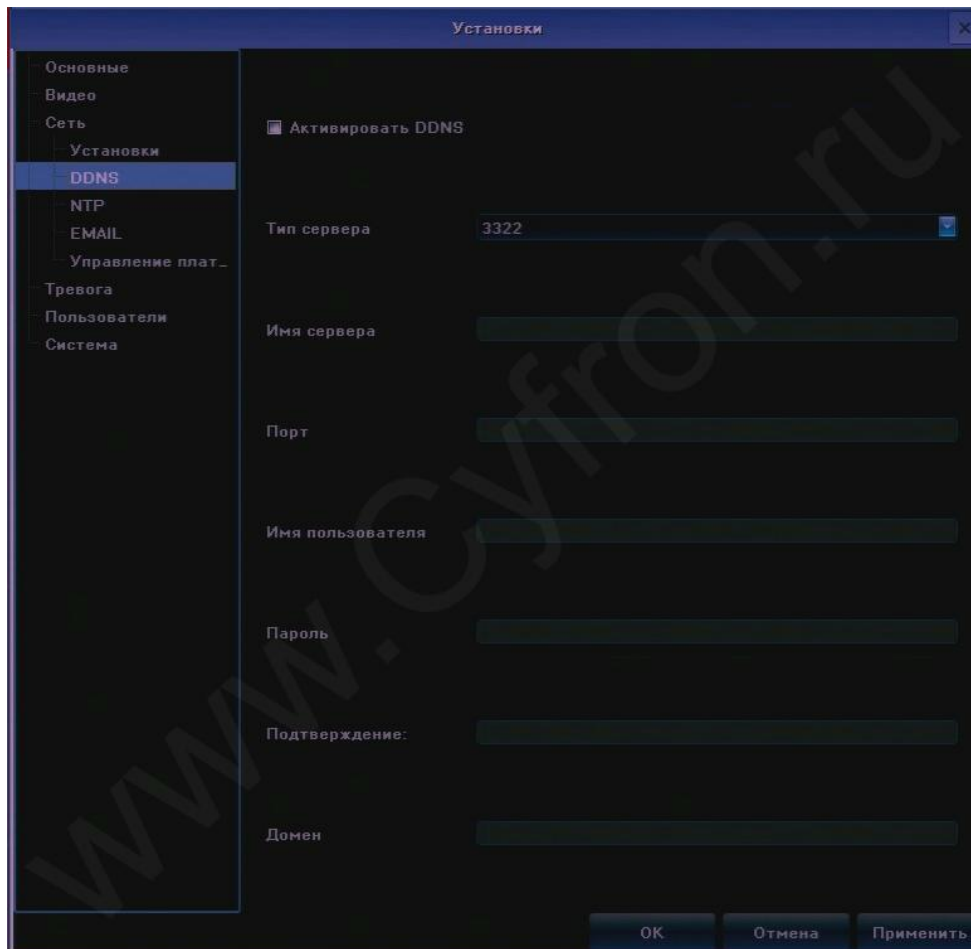 Установки
Основные
Видео
Сеть
Установки
DDNS
NTP
EMAIL
Управление плат_
Тревога
Пользователи
Система
Активировать DDNS
Тип сервера 3322
Имя сервера
Порт
Имя пользователя
Пароль
Подтверждение:
Домен
OK Отмена Применить
www.Cyfron.ru